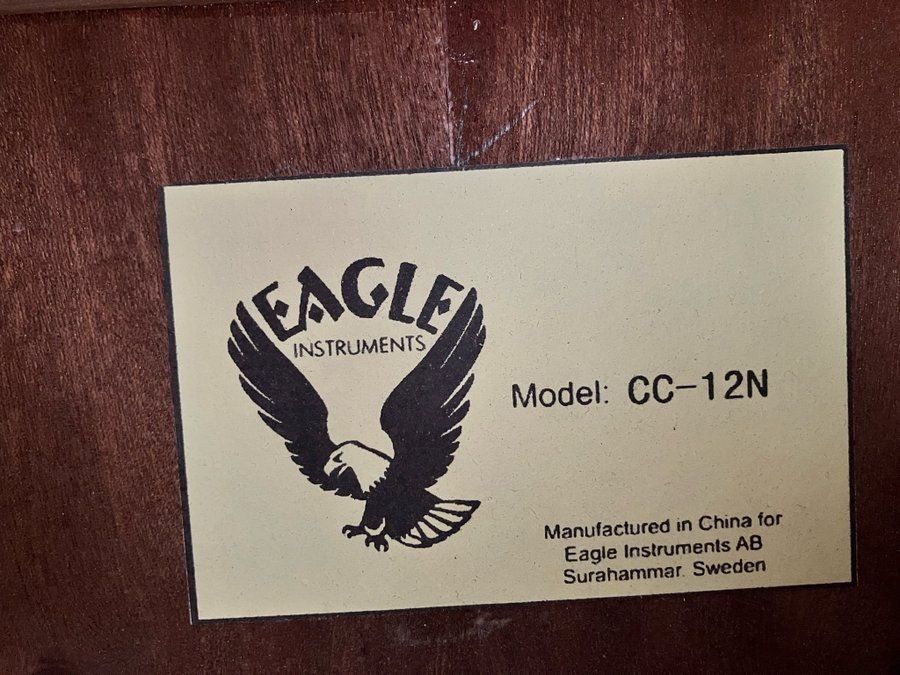 EAGLE
INSTRUMENTS
Model: CC-12N
Manufactured in China for
Eagle Instruments AB
Surahammar. Sweden